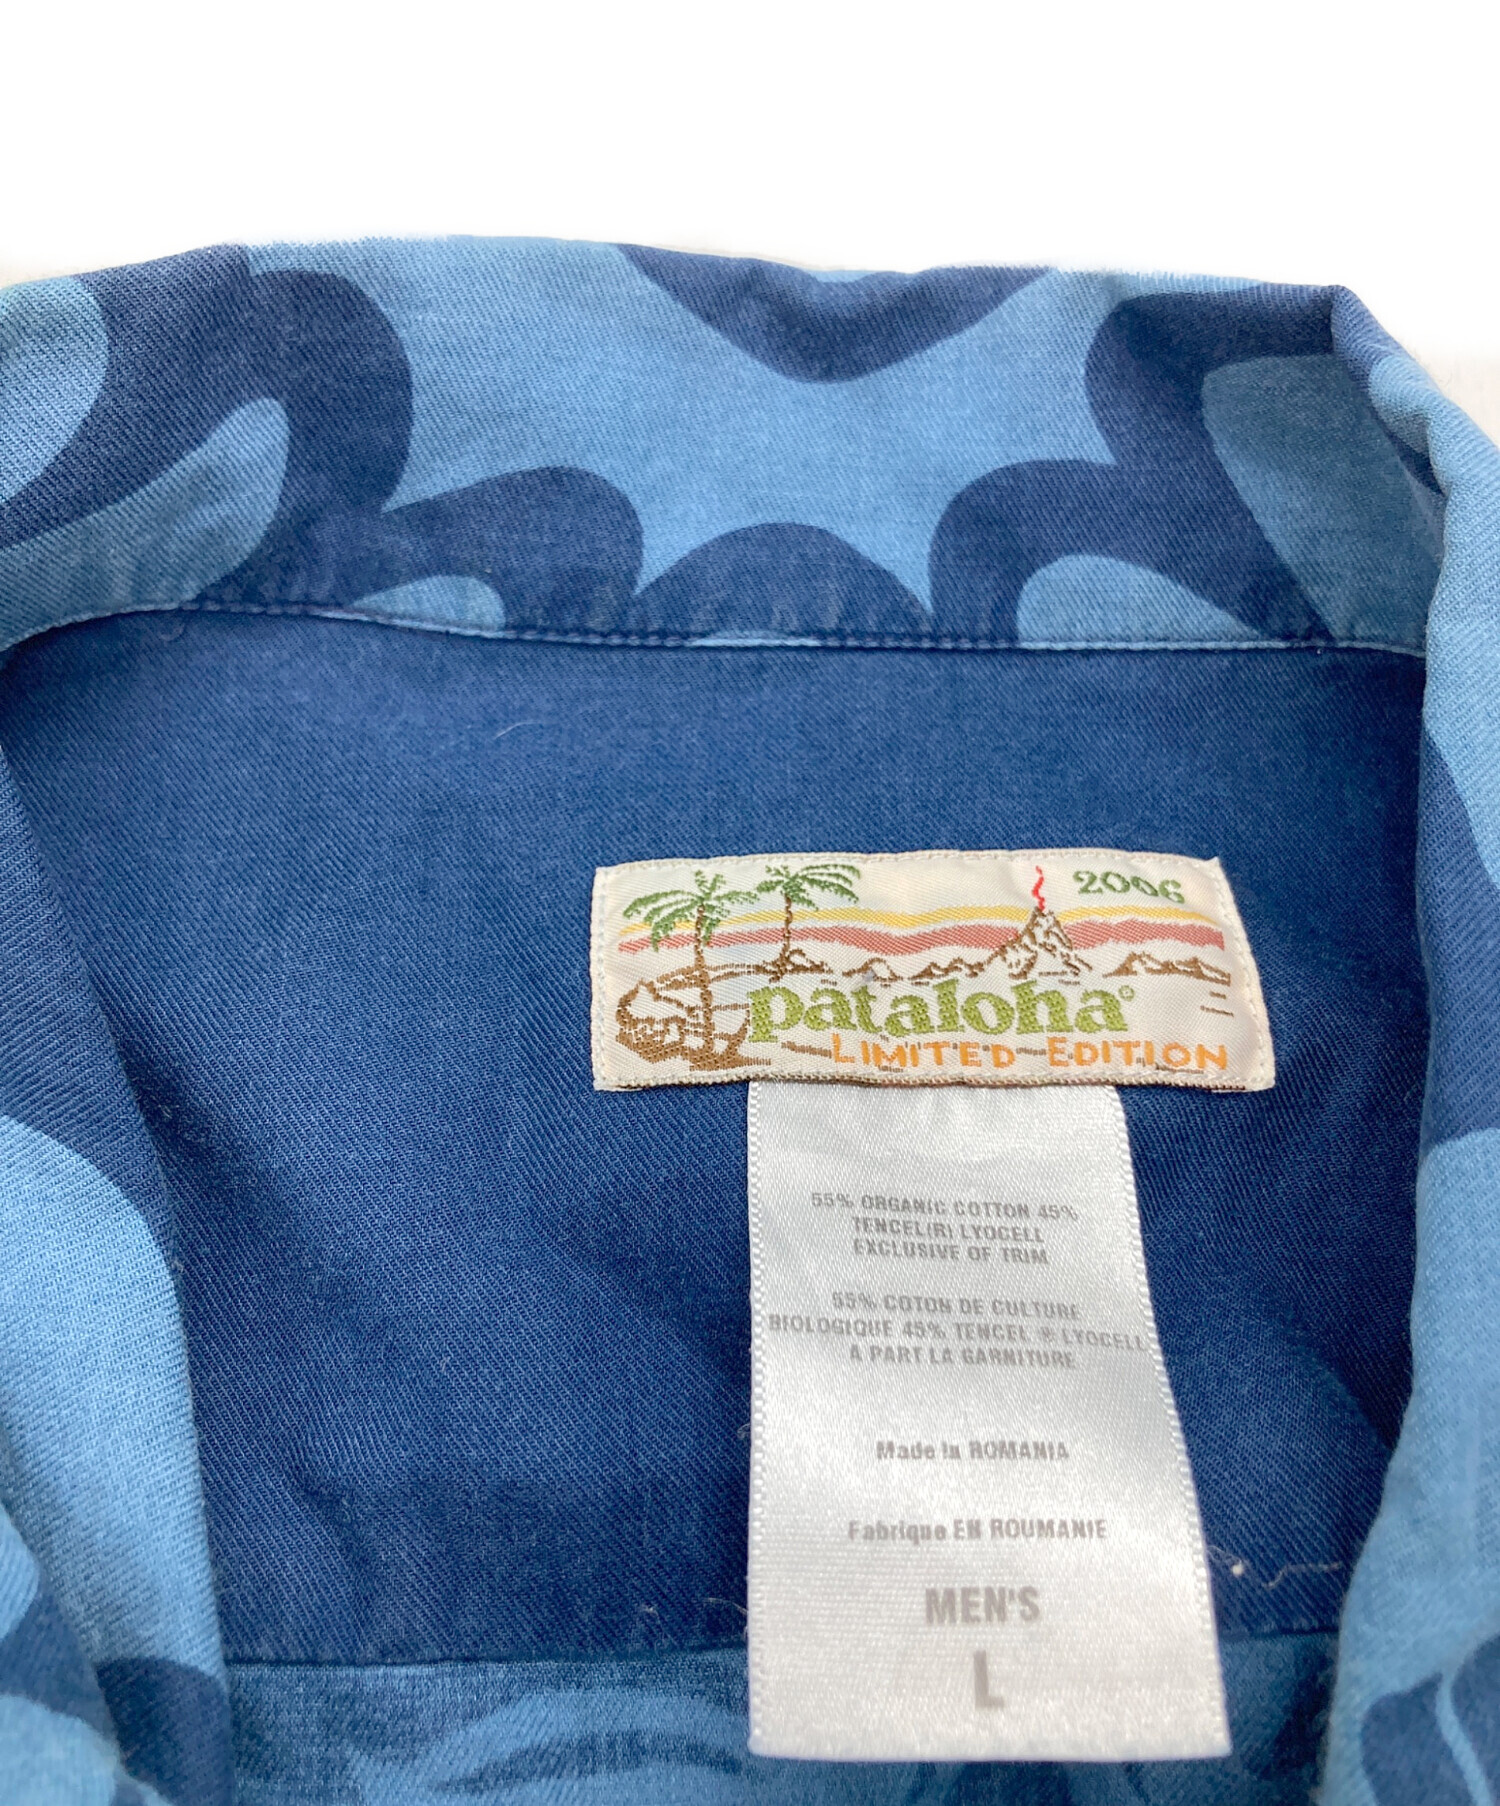 2006
pataloha®
LIMITED EDITION
55% ORGANIC COTTON 45%
TENCEL(R) LYOCELL
EXCLUSIVE OF TRIM
55% COTON DE CULTURE
BIOLOGIQUE 45% TENCEL ® LYOCELL
A PART LA GARNITURE
Made in ROMANIA
Fabrique EN ROUMANIE
MEN'S
L